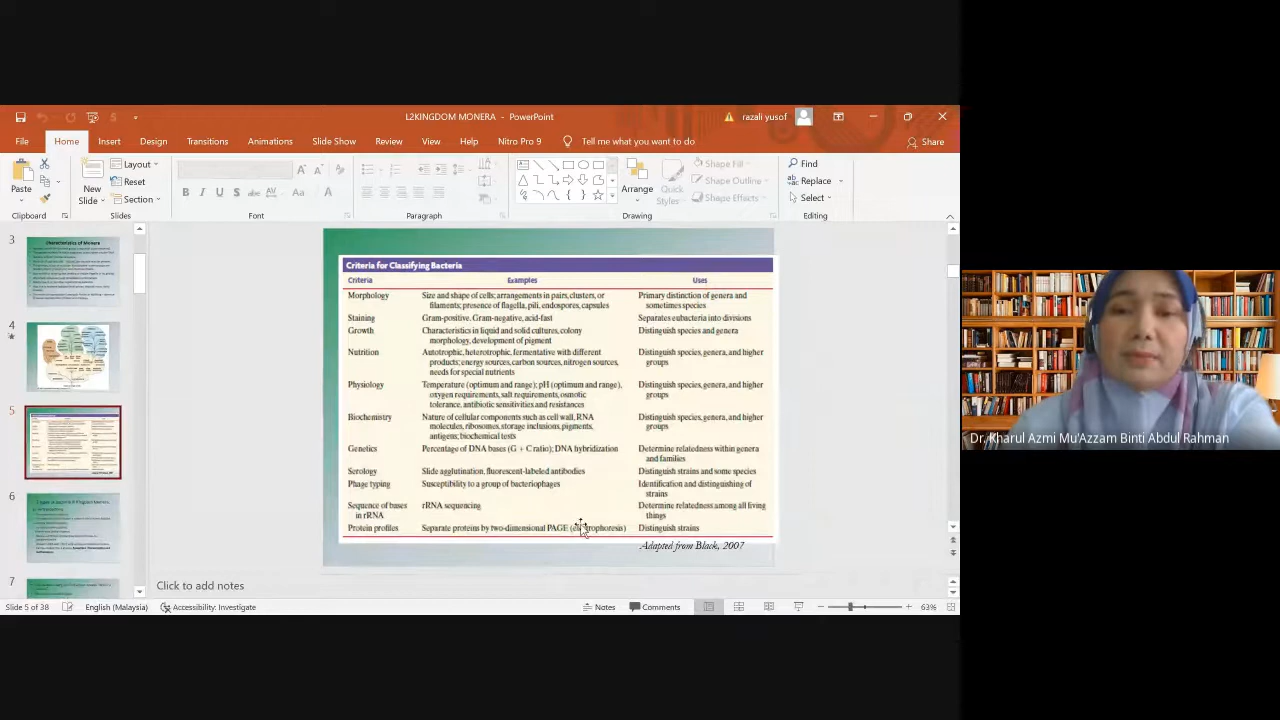 L2KINGDOM MONERA - PowerPoint
razali yusof
File Home Insert Design Transitions Animations Slide Show Review View Help Nitro Pro 9 Tell me what you want to do Share
Paste
New Slide
Layout
Reset
Section
B I U S abc AV Aa A
Arrange
Quick Styles
Shape Fill
Shape Outline
Shape Effects
Find
Replace
Select
Clipboard Slides Font Paragraph Drawing Editing
3
Characteristics of Monera
4
5
6
7
Criteria for Classifying Bacteria
Criteria Examples Uses
Morphology Size and shape of cells; arrangements in pairs, clusters, or Primary distinction of genera and
filaments; presence of flagella, pili, endospores, capsules sometimes species
Staining Gram-positive, Gram-negative, acid-fast Separates eubacteria into divisions
Growth Characteristics in liquid and solid cultures, colony Distinguish species and genera
morphology, development of pigment
Nutrition Autotrophic, heterotrophic, fermentative with different Distinguish species, genera, and higher
products; energy sources, carbon sources, nitrogen sources, groups
needs for special nutrients
Physiology Temperature (optimum and range); pH (optimum and range), Distinguish species, genera, and higher
oxygen requirements, salt requirements, osmotic groups
tolerance, antibiotic sensitivities and resistances
Biochemistry Nature of cellular components such as cell wall, RNA Distinguish species, genera, and higher
molecules, ribosomes, storage inclusions, pigments, groups
antigens; biochemical tests
Genetics Percentage of DNA bases (G + C ratio); DNA hybridization Determine relatedness within genera
and families
Serology Slide agglutination, fluorescent-labeled antibodies Distinguish strains and some species
Phage typing Susceptibility to a group of bacteriophages Identification and distinguishing of
strains
Sequence of bases rRNA sequencing Determine relatedness among all living
in rRNA things
Protein profiles Separate proteins by two-dimensional PAGE (electrophoresis) Distinguish strains
Adapted from Black, 2007
Click to add notes
Slide 5 of 38 English (Malaysia) Accessibility: Investigate Notes Comments 63%
Dr. Kharul Azmi Mu'Azzam Binti Abdul Rahman